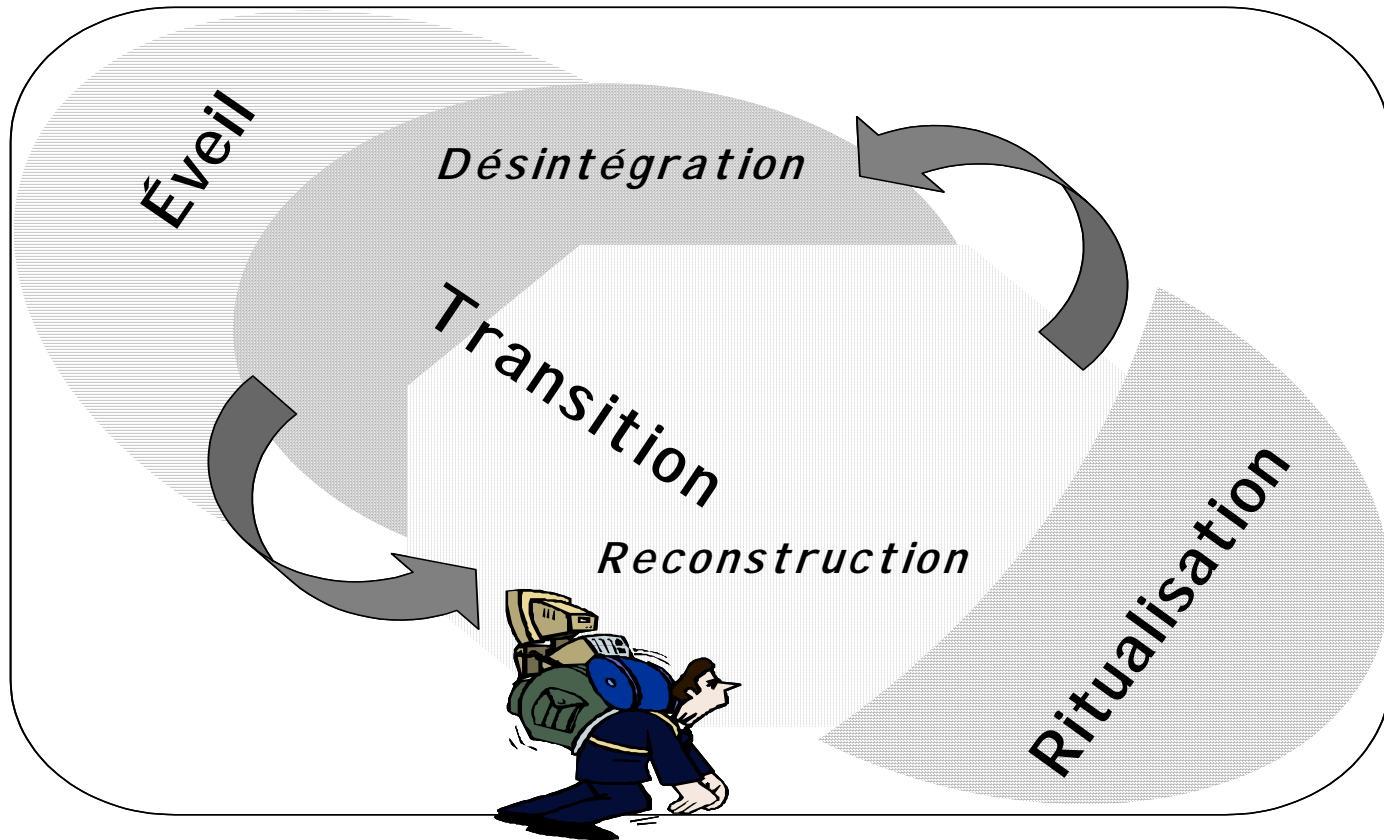 Éveil
Désintégration
Transition
Reconstruction
Ritualisation